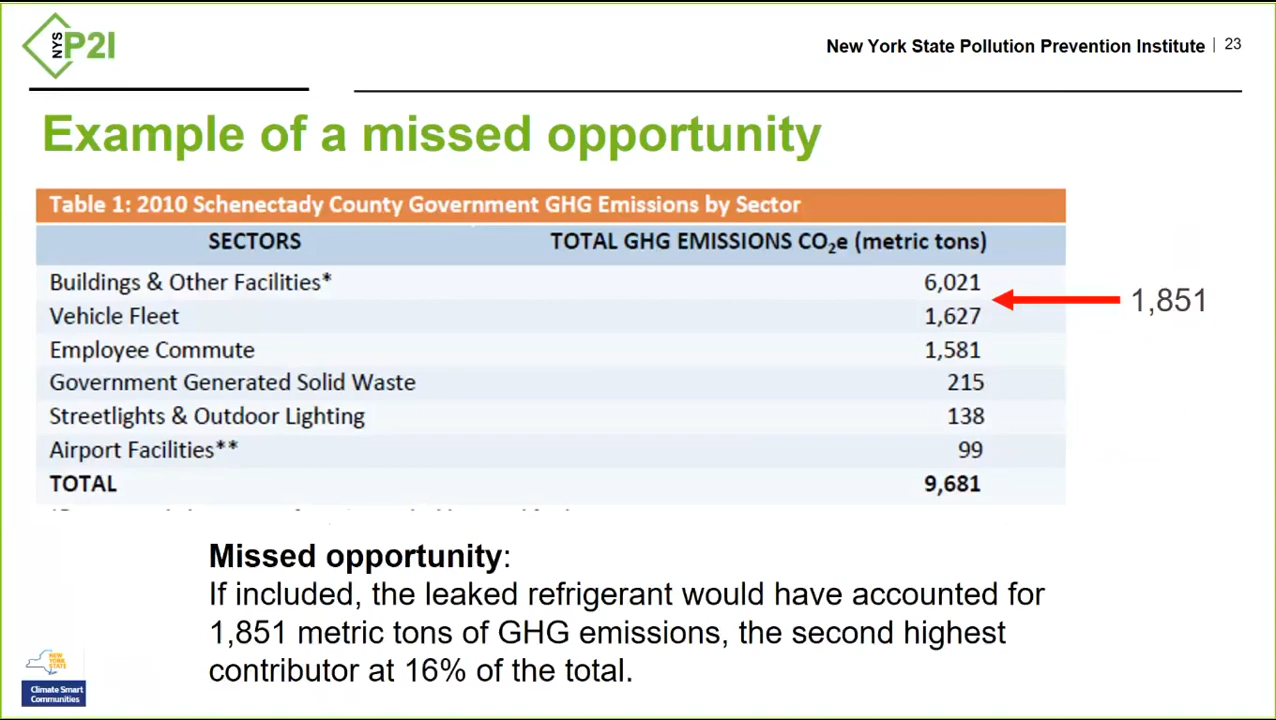 NYS P2I
New York State Pollution Prevention Institute | 23
Example of a missed opportunity
Table 1: 2010 Schenectady County Government GHG Emissions by Sector
SECTORS TOTAL GHG EMISSIONS CO₂e (metric tons)
Buildings & Other Facilities* 6,021
1,851
Vehicle Fleet 1,627
Employee Commute 1,581
Government Generated Solid Waste 215
Streetlights & Outdoor Lighting 138
Airport Facilities** 99
TOTAL 9,681
Missed opportunity:
If included, the leaked refrigerant would have accounted for
1,851 metric tons of GHG emissions, the second highest
contributor at 16% of the total.
NEW
YORK
STATE
Climate Smart
Communities